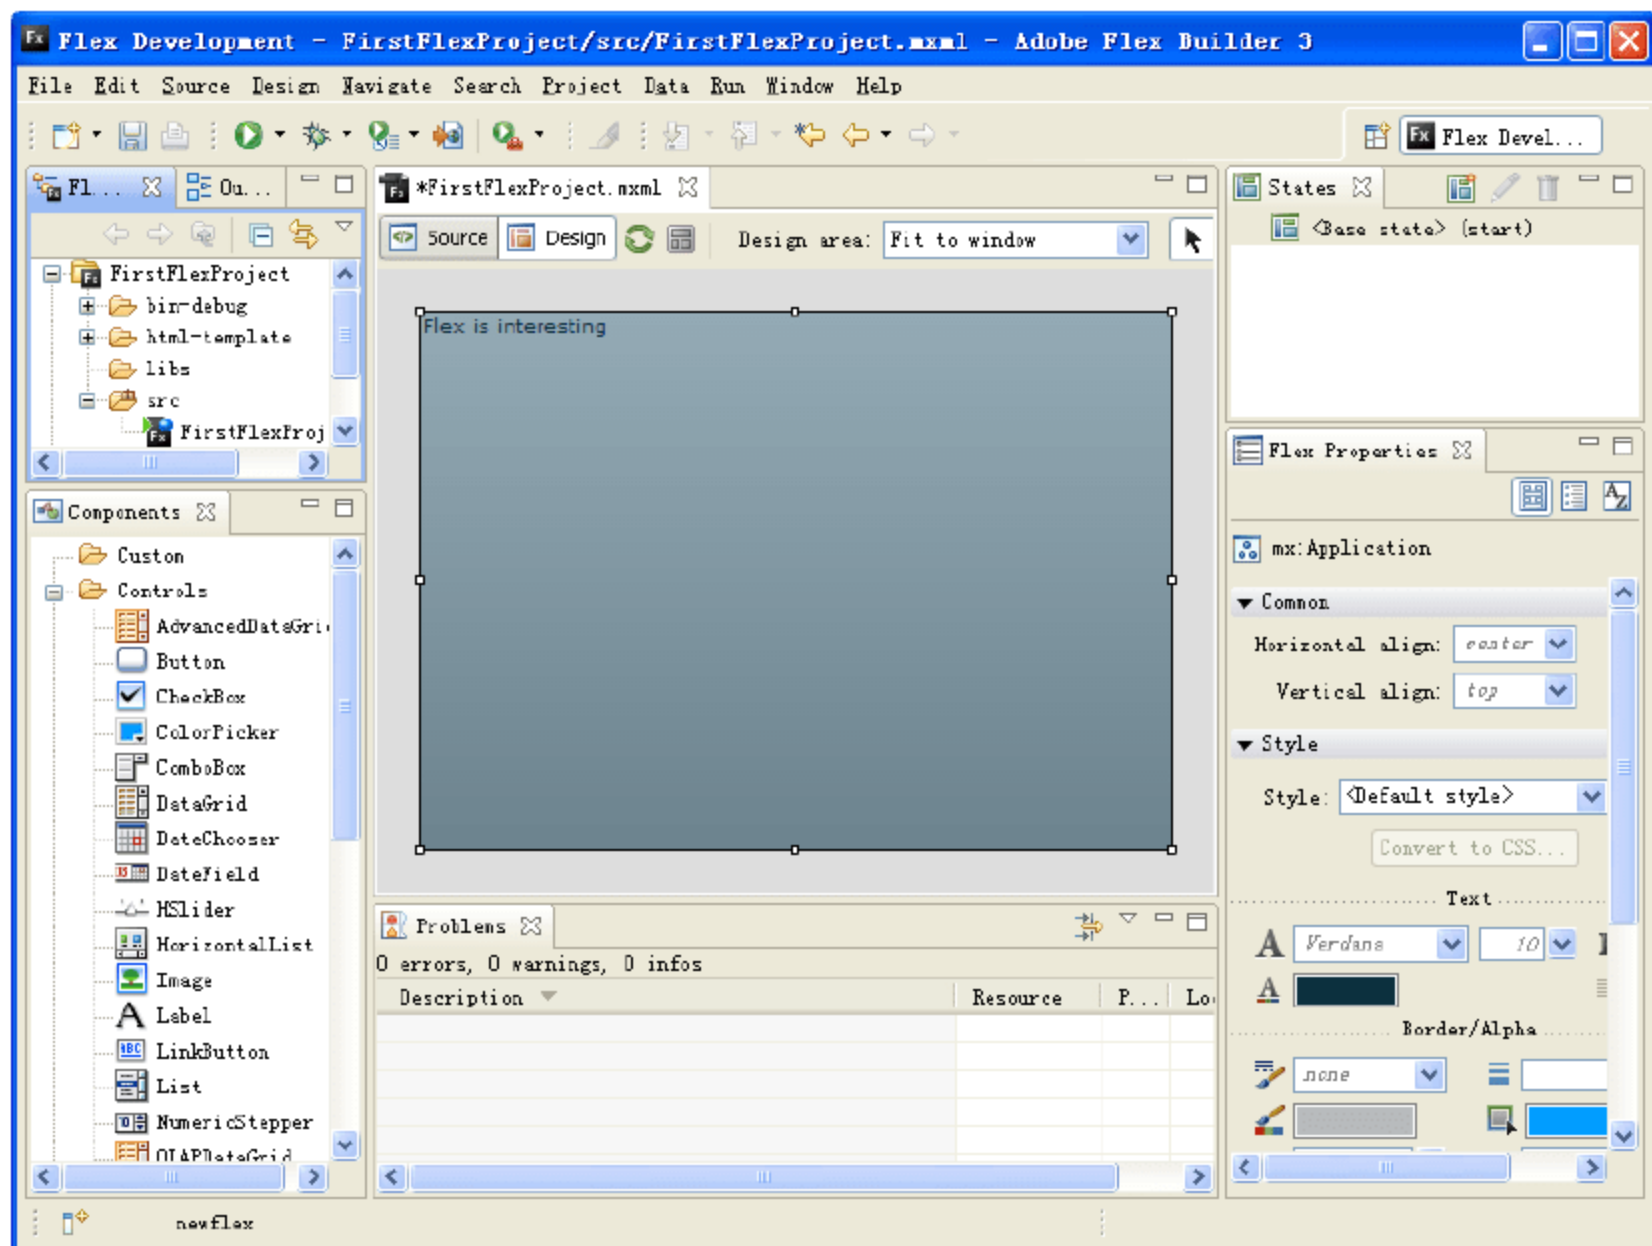 Flex Development - FirstFlexProject/src/FirstFlexProject.mxml - Adobe Flex Builder 3
File Edit Source Design Navigate Search Project Data Run Window Help
Flex Devel...
Fl...
Ou...
FirstFlexProject
bin-debug
html-template
libs
src
FirstFlexProj
Components
Custom
Controls
AdvancedDataGri
Button
CheckBox
ColorPicker
ComboBox
DataGrid
DateChooser
DateField
HSlider
HorizontalList
Image
Label
LinkButton
List
NumericStepper
OLAPDataGrid
*FirstFlexProject.mxml
Source Design Design area: Fit to window
Flex is interesting
Problems
0 errors, 0 warnings, 0 infos
Description Resource P... Lo
States
<Base state> (start)
Flex Properties
mx:Application
Common
Horizontal align: center
Vertical align: top
Style
Style: <Default style>
Convert to CSS...
Text
Verdana 10
Border/Alpha
none
newflex